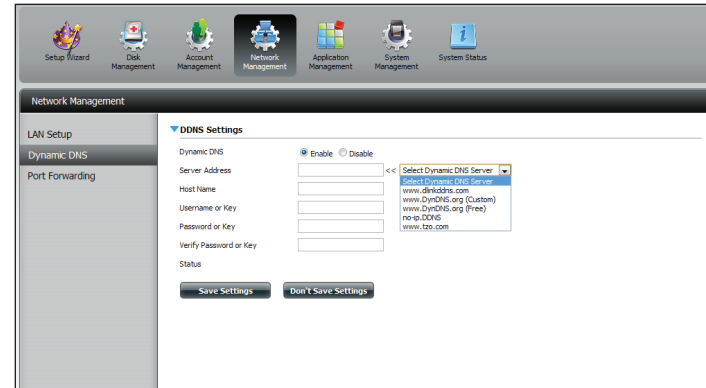 Setup Wizard
Disk Management
Account Management
Network Management
Application Management
System Management
System Status
Network Management
LAN Setup
Dynamic DNS
Port Forwarding
DDNS Settings
Dynamic DNS Enable Disable
Server Address << Select Dynamic DNS Server
Select Dynamic DNS Server
www.dlinkddns.com
www.DynDNS.org (Custom)
www.DynDNS.org (Free)
no-ip.DDNS
www.tzo.com
Host Name
Username or Key
Password or Key
Verify Password or Key
Status
Save Settings Don't Save Settings